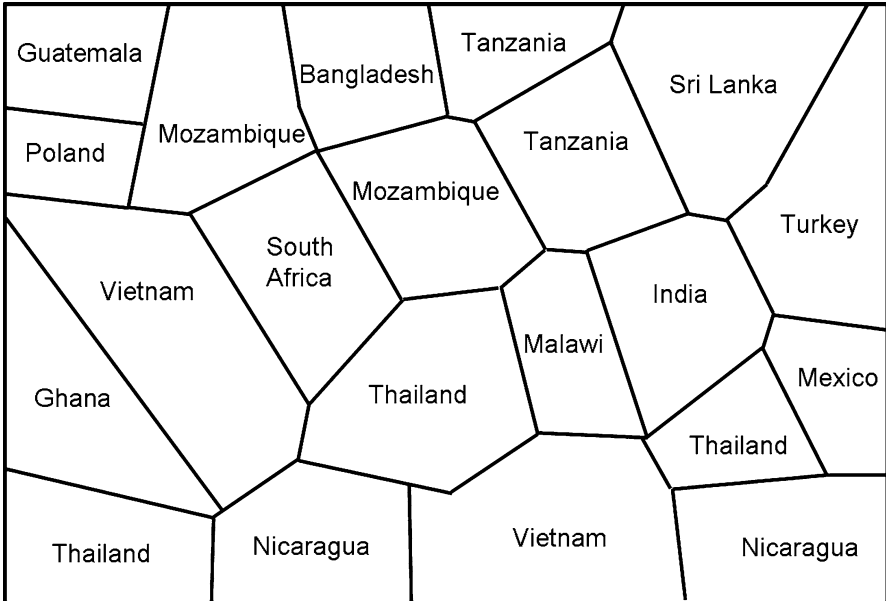 Guatemala
Tanzania
Bangladesh
Sri Lanka
Mozambique
Poland
Tanzania
Mozambique
South
Africa
Turkey
Vietnam
India
Malawi
Mexico
Thailand
Ghana
Thailand
Vietnam
Nicaragua
Nicaragua
Thailand